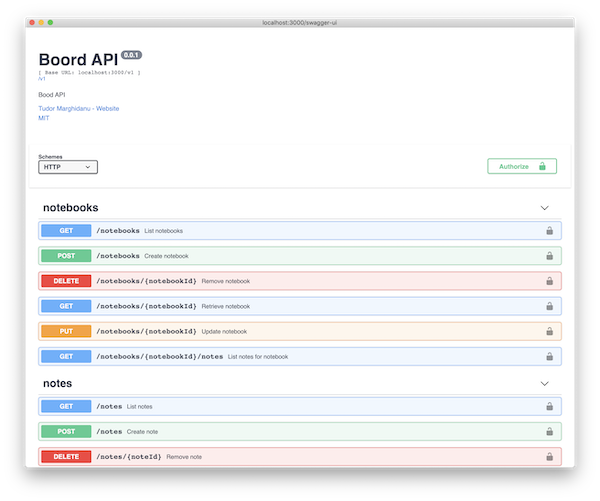 localhost:3000/swagger-ui
Boord API 0.0.1
[ Base URL: localhost:3000/v1 ]
/v1
Bood API
Tudor Marghidanu - Website
MIT
Schemes
HTTP
Authorize
notebooks
GET /notebooks List notebooks
POST /notebooks Create notebook
DELETE /notebooks/{notebookId} Remove notebook
GET /notebooks/{notebookId} Retrieve notebook
PUT /notebooks/{notebookId} Update notebook
GET /notebooks/{notebookId}/notes List notes for notebook
notes
GET /notes List notes
POST /notes Create note
DELETE /notes/{noteId} Remove note